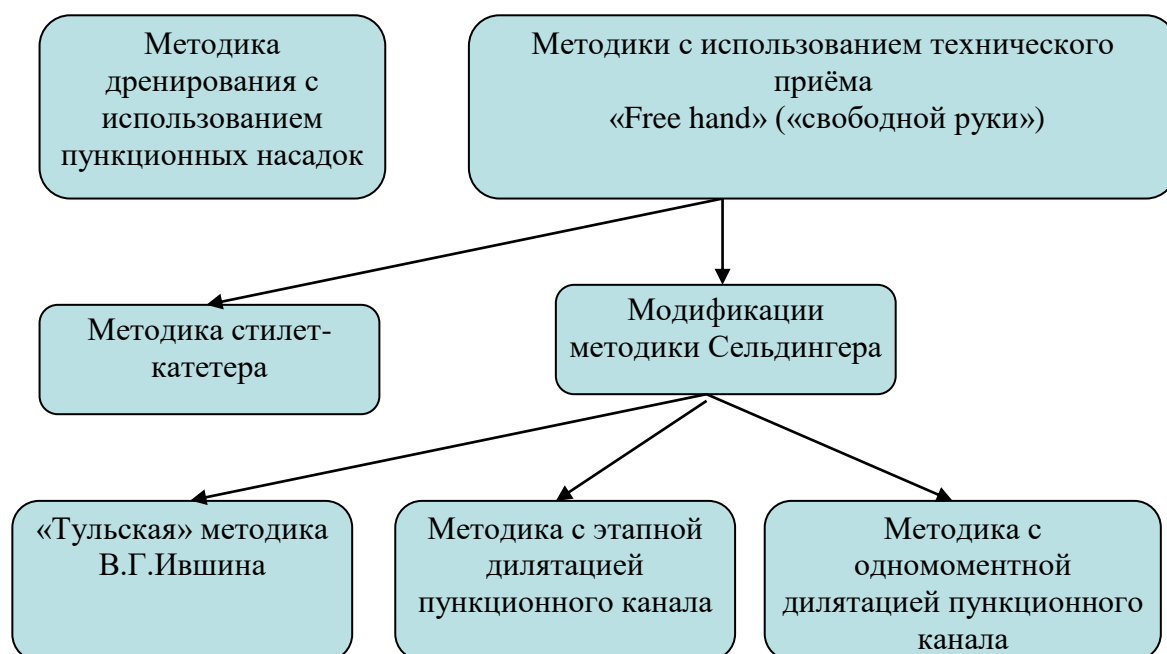 Методика
дренирования с
использованием
пункционных насадок
Методики с использованием технического
приёма
«Free hand» («свободной руки»)
Методика стилет-
катетера
Модификации
методики Сельдингера
«Тульская» методика
В.Г.Ившина
Методика с этапной
дилятацией
пункционного канала
Методика с
одномоментной
дилятацией пункционного
канала